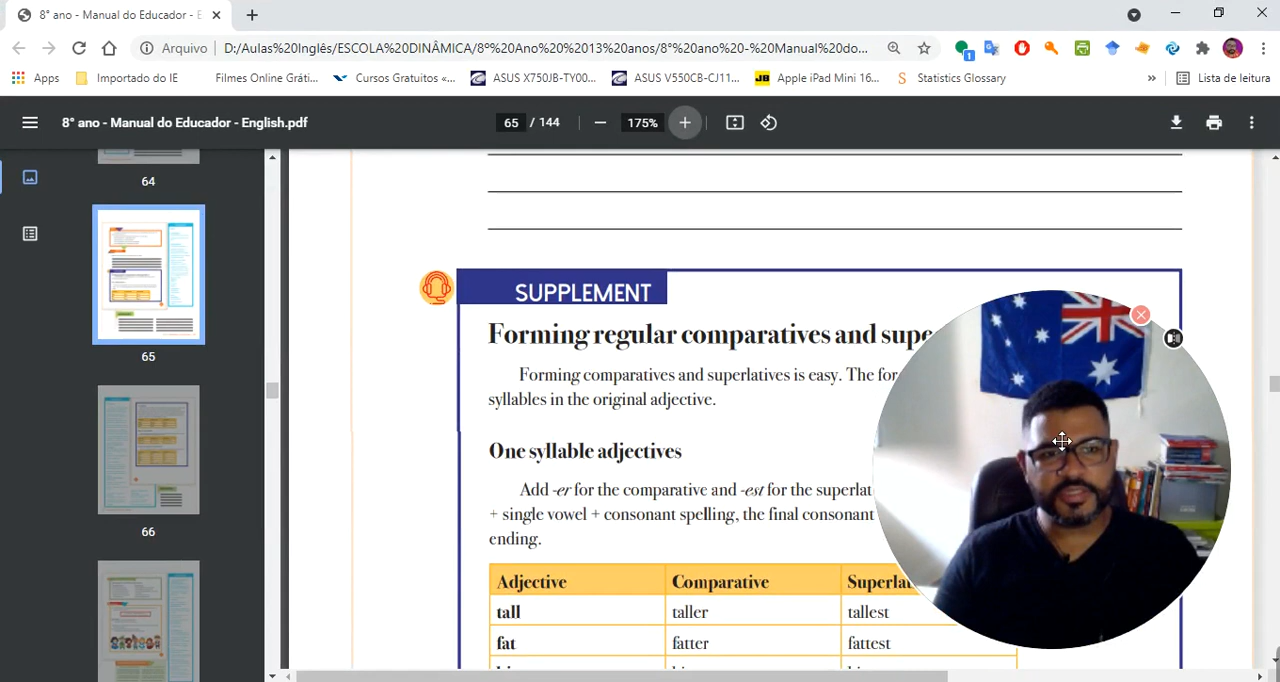 8° ano - Manual do Educador - E
Arquivo
D:/Aulas%20Inglês/ESCOLA%20DINÂMICA/8°%20Ano%20%2013%20anos/8°%20ano%20-%20Manual%20do...
Apps
Importado do IE
Filmes Online Gráti...
Cursos Gratuitos «...
ASUS X750JB-TY00...
ASUS V550CB-CJ11...
JB
Apple iPad Mini 16...
S
Statistics Glossary
»
Lista de leitura
8° ano - Manual do Educador - English.pdf
65 / 144
175%
64
65
66
SUPPLEMENT
Forming regular comparatives and supe
Forming comparatives and superlatives is easy. The for
syllables in the original adjective.
One syllable adjectives
Add -er for the comparative and -est for the superlat
+ single vowel + consonant spelling, the final consonant
ending.
Adjective Comparative Superla
tall taller tallest
fat fatter fattest